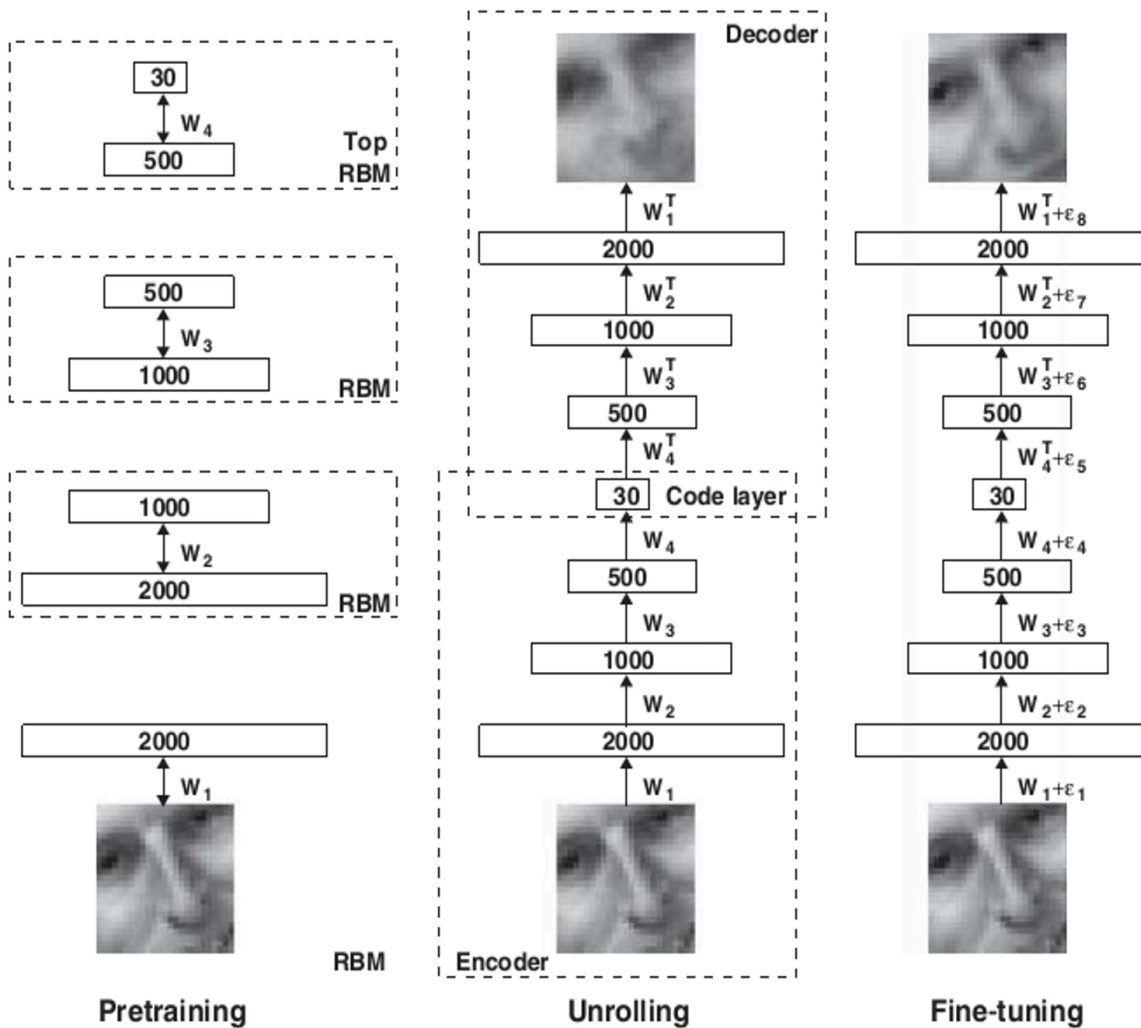 30
W₄
500
Top
RBM
500
W₃
1000
RBM
1000
W₂
2000
RBM
2000
W₁
RBM
Pretraining
Decoder
W₁ᵀ
2000
W₂ᵀ
1000
W₃ᵀ
500
W₄ᵀ
30 Code layer
W₄
500
W₃
1000
W₂
2000
W₁
Encoder
Unrolling
W₁ᵀ+ε₈
2000
W₂ᵀ+ε₇
1000
W₃ᵀ+ε₆
500
W₄ᵀ+ε₅
30
W₄+ε₄
500
W₃+ε₃
1000
W₂+ε₂
2000
W₁+ε₁
Fine-tuning